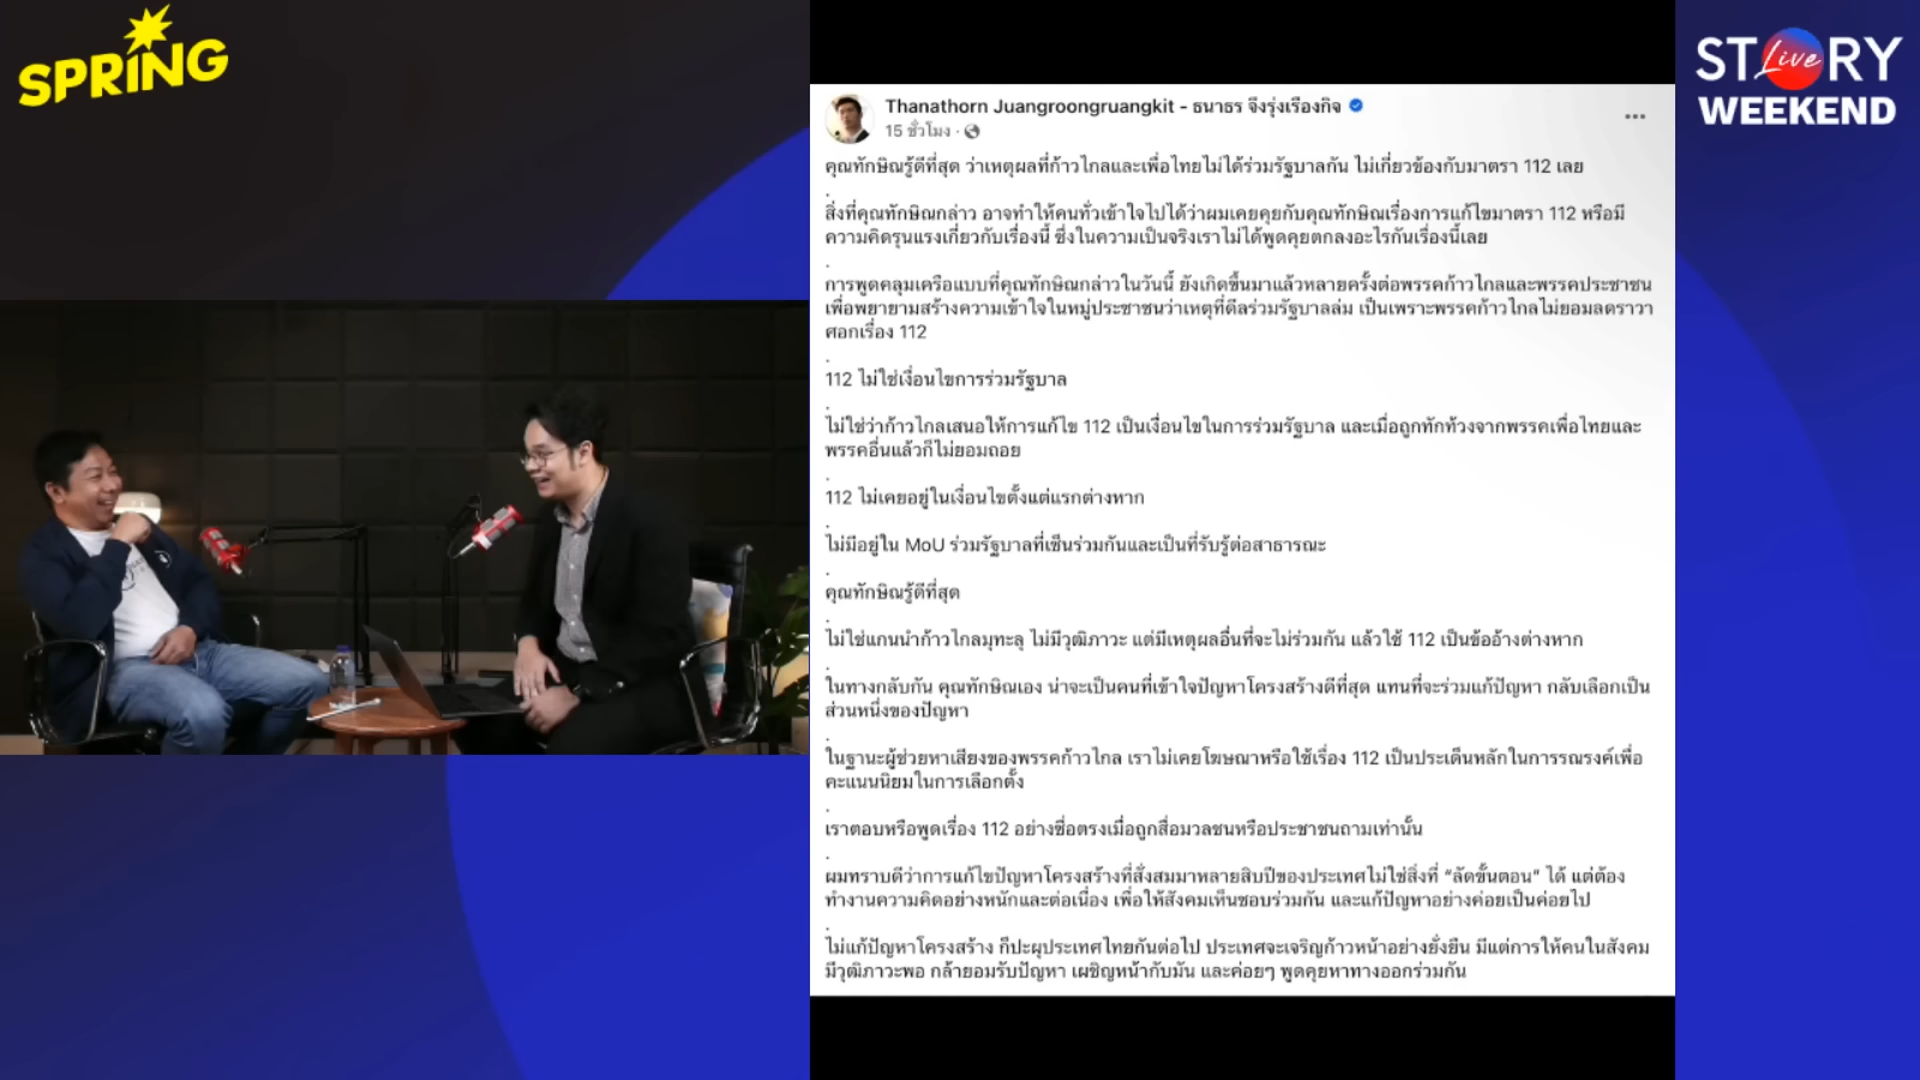 SPRING
STORY
Live
WEEKEND
Thanathorn Juangroongruangkit - ธนาธร จึงรุ่งเรืองกิจ
15 ชั่วโมง ·
คุณทักษิณรู้ดีที่สุด ว่าเหตุผลที่ก้าวไกลและเพื่อไทยไม่ได้ร่วมรัฐบาลกัน ไม่เกี่ยวข้องกับมาตรา 112 เลย
.
สิ่งที่คุณทักษิณกล่าว อาจทำให้คนทั่วเข้าใจไปได้ว่าผมเคยคุยกับคุณทักษิณเรื่องการแก้ไขมาตรา 112 หรือมี
ความคิดรุนแรงเกี่ยวกับเรื่องนี้ ซึ่งในความเป็นจริงเราไม่ได้พูดคุยตกลงอะไรกันเรื่องนี้เลย
.
การพูดคลุมเครือแบบที่คุณทักษิณกล่าวในวันนี้ ยังเกิดขึ้นมาแล้วหลายครั้งต่อพรรคก้าวไกลและพรรคประชาชน
เพื่อพยายามสร้างความเข้าใจในหมู่ประชาชนว่าเหตุที่ดีลร่วมรัฐบาลล่ม เป็นเพราะพรรคก้าวไกลไม่ยอมลดราวา
ศอกเรื่อง 112
.
112 ไม่ใช่เงื่อนไขการร่วมรัฐบาล
.
ไม่ใช่ว่าก้าวไกลเสนอให้การแก้ไข 112 เป็นเงื่อนไขในการร่วมรัฐบาล และเมื่อถูกทักท้วงจากพรรคเพื่อไทยและ
พรรคอื่นแล้วก็ไม่ยอมถอย
.
112 ไม่เคยอยู่ในเงื่อนไขตั้งแต่แรกต่างหาก
.
ไม่มีอยู่ใน MoU ร่วมรัฐบาลที่เซ็นร่วมกันและเป็นที่รับรู้ต่อสาธารณะ
.
คุณทักษิณรู้ดีที่สุด
.
ไม่ใช่แกนนำก้าวไกลมุทะลุ ไม่มีวุฒิภาวะ แต่มีเหตุผลอื่นที่จะไม่ร่วมกัน แล้วใช้ 112 เป็นข้ออ้างต่างหาก
.
ในทางกลับกัน คุณทักษิณเอง น่าจะเป็นคนที่เข้าใจปัญหาโครงสร้างดีที่สุด แทนที่จะร่วมแก้ปัญหา กลับเลือกเป็น
ส่วนหนึ่งของปัญหา
.
ในฐานะผู้ช่วยหาเสียงของพรรคก้าวไกล เราไม่เคยโฆษณาหรือใช้เรื่อง 112 เป็นประเด็นหลักในการรณรงค์เพื่อ
คะแนนนิยมในการเลือกตั้ง
.
เราตอบหรือพูดเรื่อง 112 อย่างซื่อตรงเมื่อถูกสื่อมวลชนหรือประชาชนถามเท่านั้น
.
ผมทราบดีว่าการแก้ไขปัญหาโครงสร้างที่สั่งสมมาหลายสิบปีของประเทศไม่ใช่สิ่งที่ “ลัดขั้นตอน” ได้ แต่ต้อง
ทำงานความคิดอย่างหนักและต่อเนื่อง เพื่อให้สังคมเห็นชอบร่วมกัน และแก้ปัญหาอย่างค่อยเป็นค่อยไป
.
ไม่แก้ปัญหาโครงสร้าง ก็ปะผุประเทศไทยกันต่อไป ประเทศจะเจริญก้าวหน้าอย่างยั่งยืน มีแต่การให้คนในสังคม
มีวุฒิภาวะพอ กล้ายอมรับปัญหา เผชิญหน้ากับมัน และค่อยๆ พูดคุยหาทางออกร่วมกัน